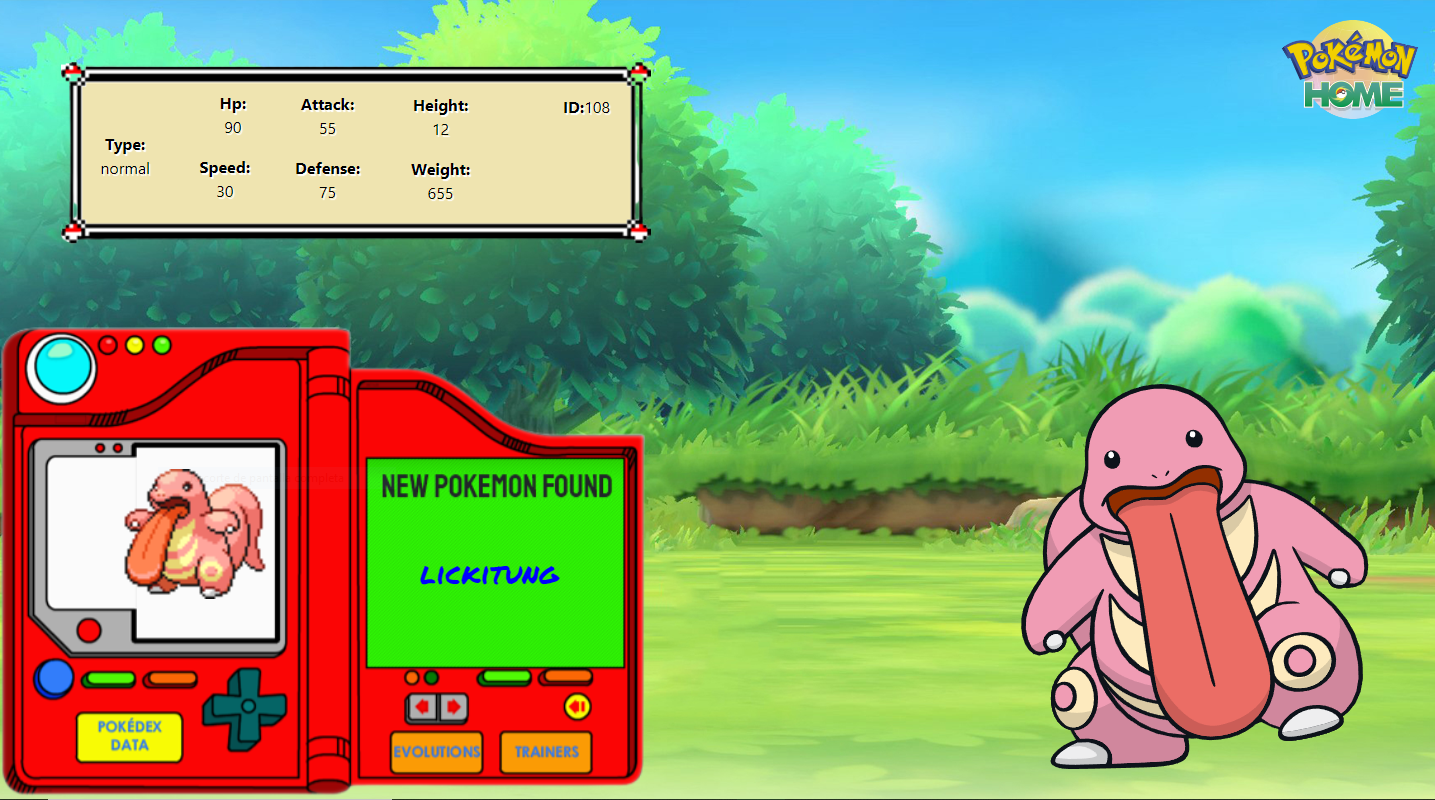 Hp:
90
Attack:
55
Height:
12
ID:108
Type:
normal
Speed:
30
Defense:
75
Weight:
655
POKÉMON
HOME
NEW POKEMON FOUND
LICKITUNG
POKÉDEX
DATA
EVOLUTIONS
TRAINERS